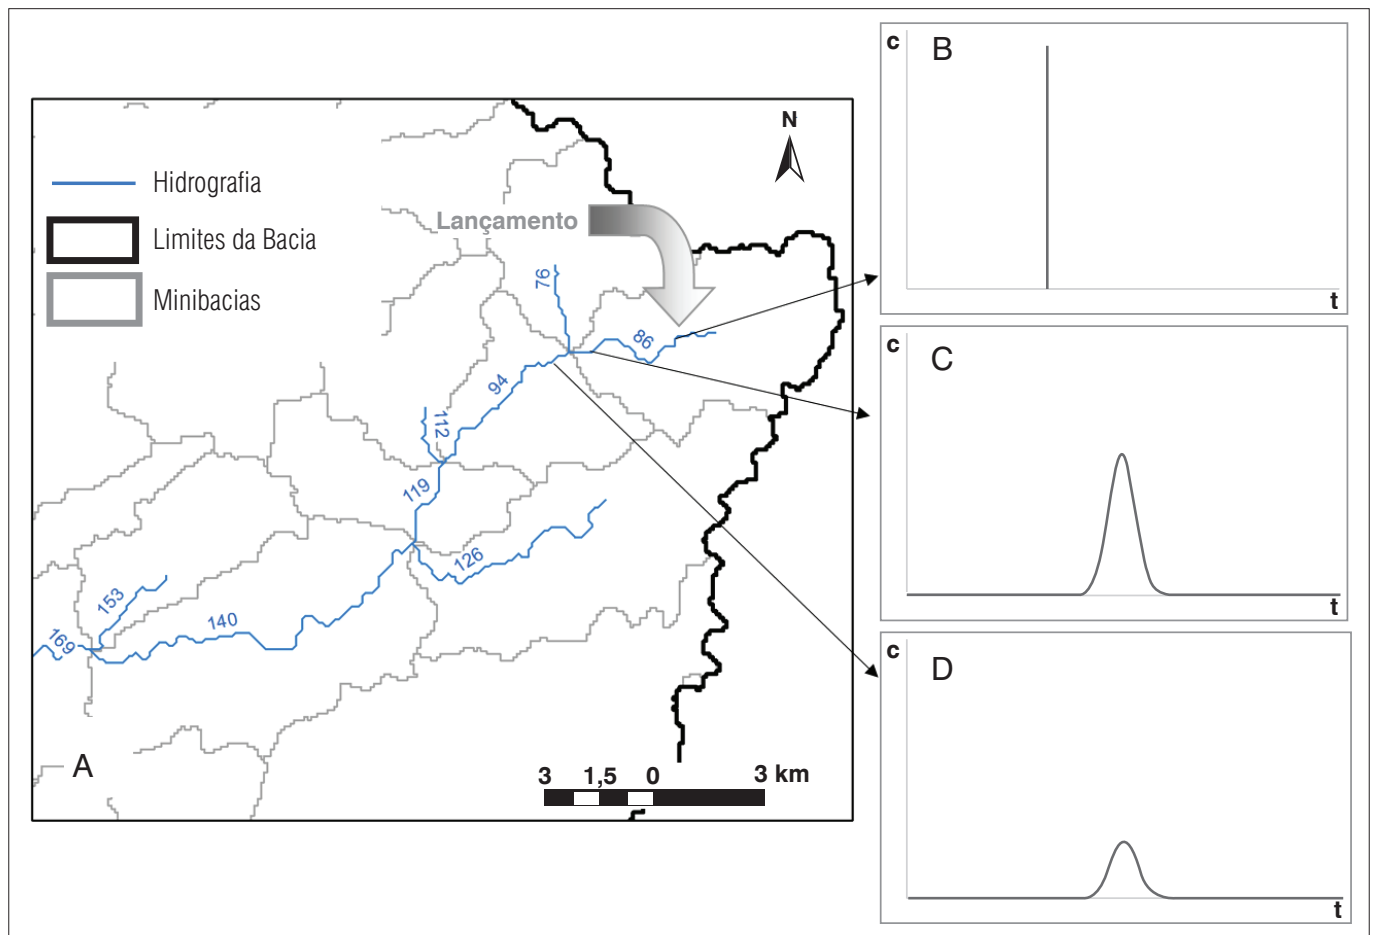 Hidrografia
Limites da Bacia
Minibacias
Lançamento
N
76
86
94
112
119
126
153
140
169
A
3 1,5 0 3 km
c
B
t
c
C
t
c
D
t